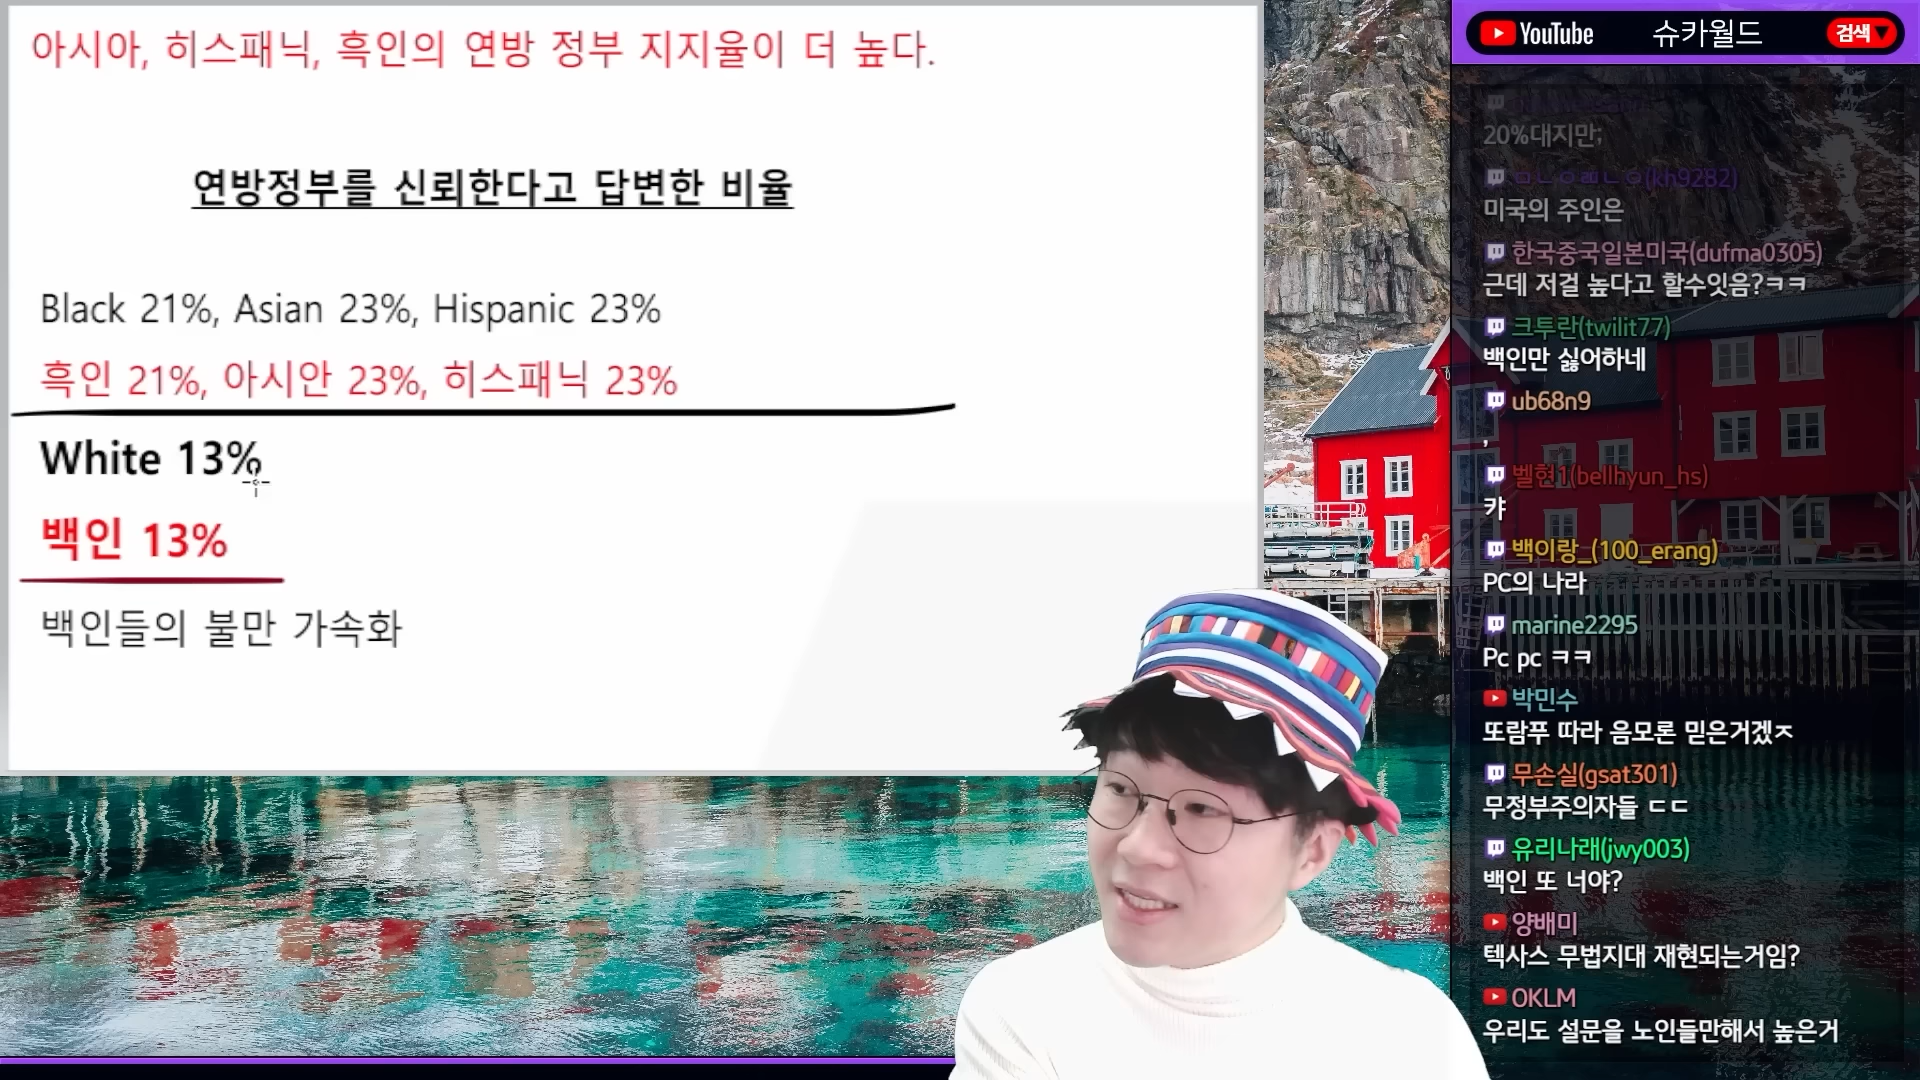 아시아, 히스패닉, 흑인의 연방 정부 지지율이 더 높다.
연방정부를 신뢰한다고 답변한 비율
Black 21%, Asian 23%, Hispanic 23%
흑인 21%, 아시안 23%, 히스패닉 23%
White 13%
백인 13%
백인들의 불만 가속화
YouTube 슈카월드 검색
20%대지만;
(kh9282)
미국의 주인은
한국중국일본미국(dufma0305)
근데 저걸 높다고 할수잇음?ㅋㅋ
크투란(twilit77)
백인만 싫어하네
ub68n9
,
벨현1(bellhyun_hs)
캬
백이랑_(100_erang)
PC의 나라
marine2295
Pc pc ㅋㅋ
박민수
또람푸 따라 음모론 믿은거겠ㅈ
무손실(gsat301)
무정부주의자들 ㄷㄷ
유리나래(jwy003)
백인 또 너야?
양배미
텍사스 무법지대 재현되는거임?
OKLM
우리도 설문을 노인들만해서 높은거